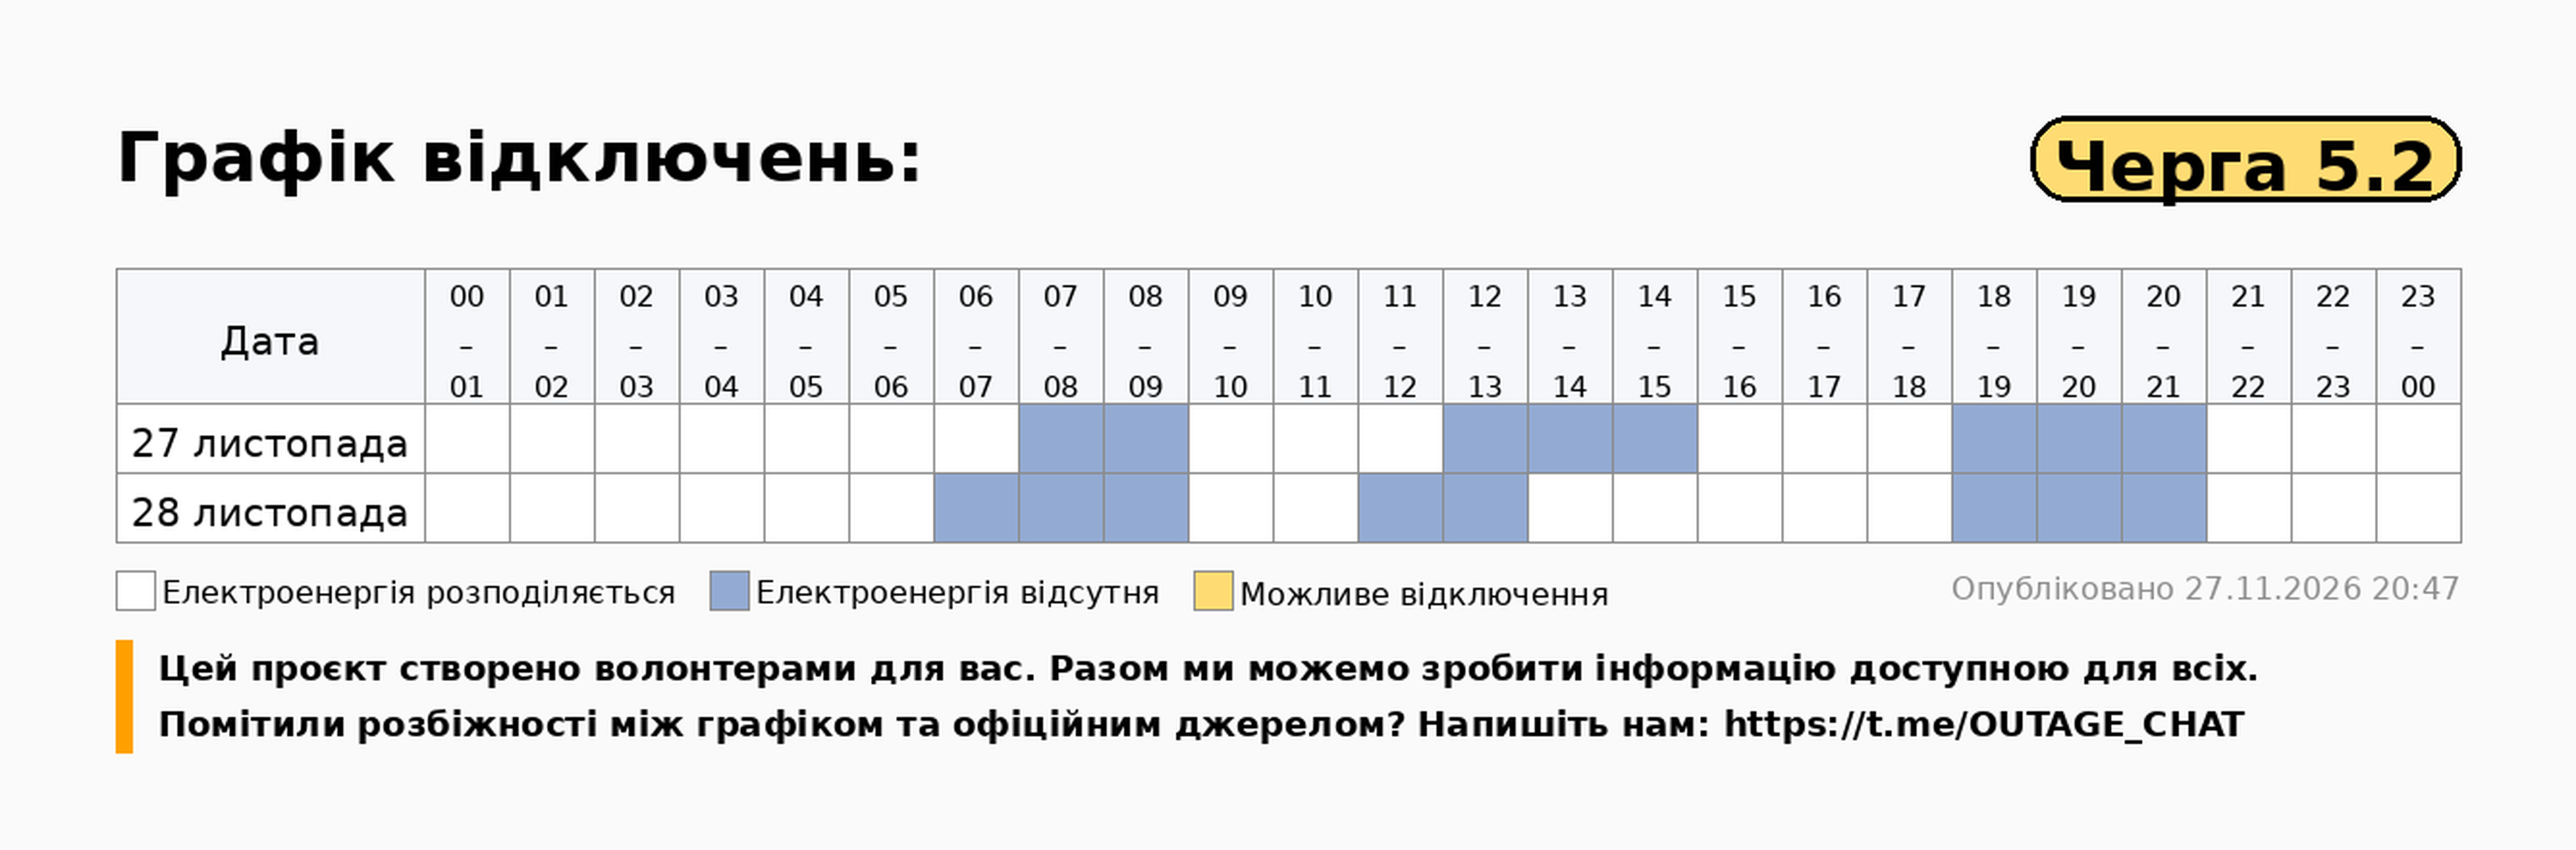 Графік відключень:
Черга 5.2
Дата 00 – 01 01 – 02 02 – 03 03 – 04 04 – 05 05 – 06 06 – 07 07 – 08 08 – 09 09 – 10 10 – 11 11 – 12 12 – 13 13 – 14 14 – 15 15 – 16 16 – 17 17 – 18 18 – 19 19 – 20 20 – 21 21 – 22 22 – 23 23 – 00
27 листопада
28 листопада
Електроенергія розподіляється Електроенергія відсутня Можливе відключення Опубліковано 27.11.2026 20:47
Цей проєкт створено волонтерами для вас. Разом ми можемо зробити інформацію доступною для всіх.
Помітили розбіжності між графіком та офіційним джерелом? Напишіть нам: https://t.me/OUTAGE_CHAT